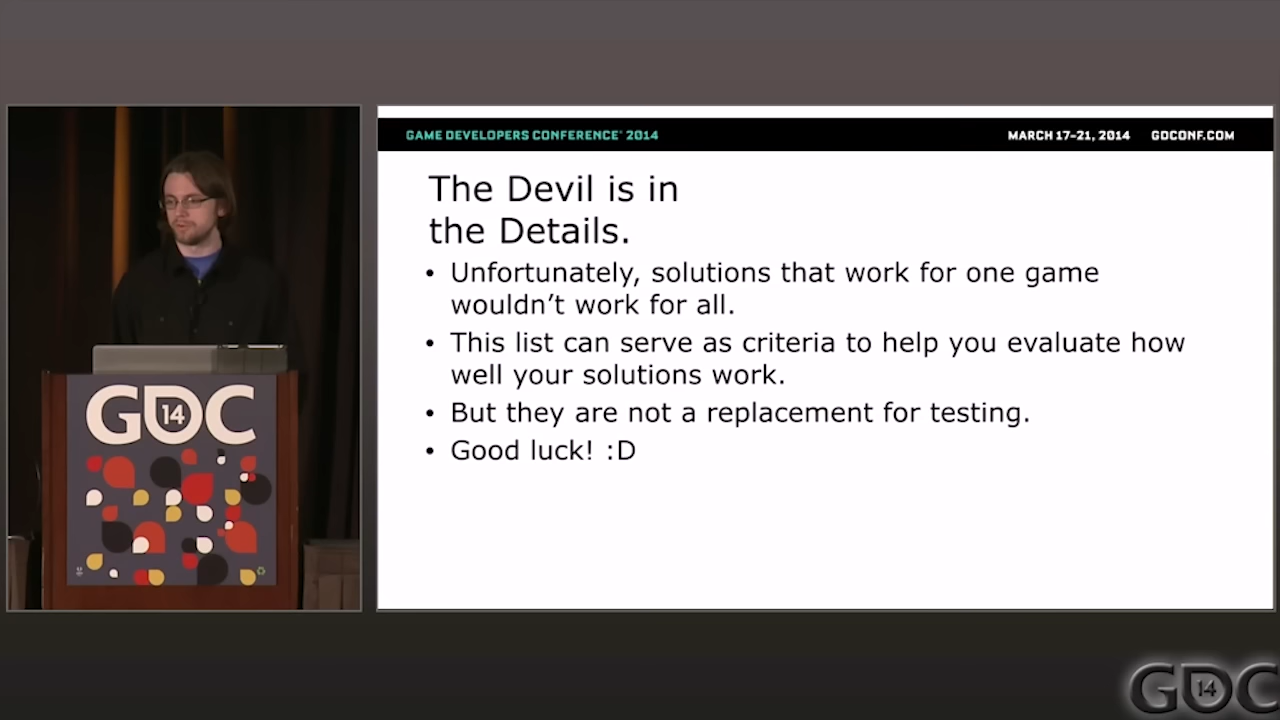 GAME DEVELOPERS CONFERENCE® 2014
MARCH 17–21, 2014 GDCONF.COM
The Devil is in
the Details.
• Unfortunately, solutions that work for one game
wouldn’t work for all.
• This list can serve as criteria to help you evaluate how
well your solutions work.
• But they are not a replacement for testing.
• Good luck! :D
GDC
14
GDC
14